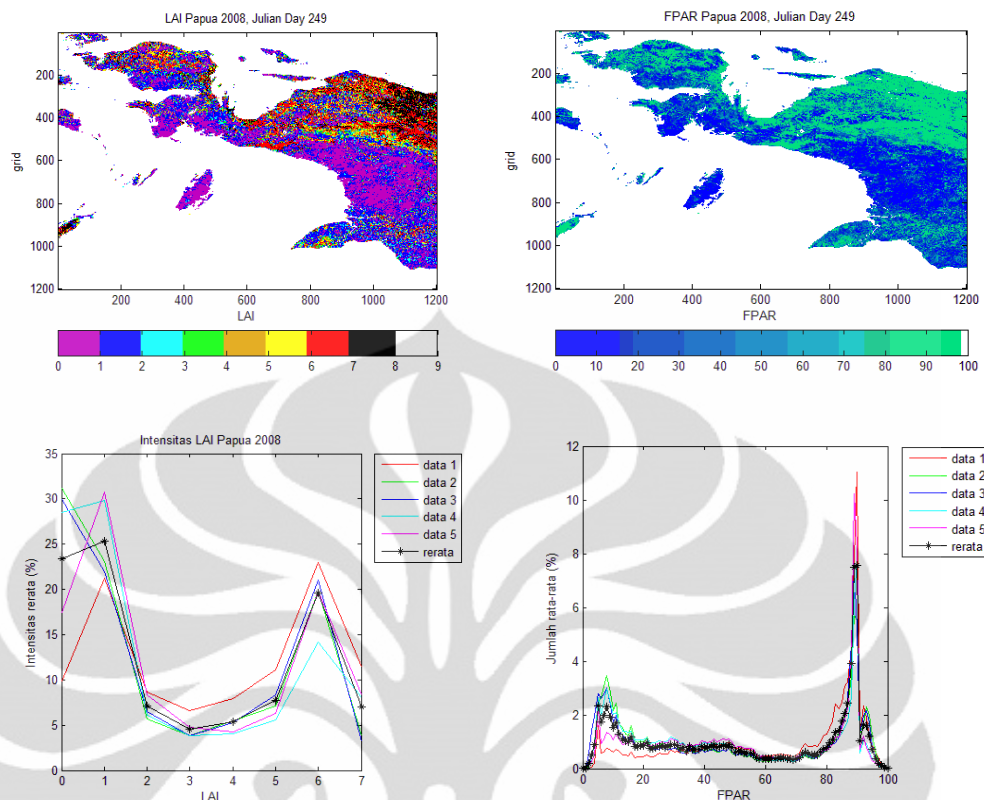 LAI Papua 2008, Julian Day 249
grid
200
400
600
800
1000
1200
200 400 600 800 1000 1200
LAI
0 1 2 3 4 5 6 7 8 9
FPAR Papua 2008, Julian Day 249
grid
200
400
600
800
1000
1200
200 400 600 800 1000 1200
FPAR
0 10 20 30 40 50 60 70 80 90 100
Intensitas LAI Papua 2008
Intensitas rerata (%)
35
30
25
20
15
10
5
0
0 1 2 3 4 5 6 7
LAI
data 1
data 2
data 3
data 4
data 5
rerata
Jumlah rata-rata (%)
12
10
8
6
4
2
0
0 20 40 60 80 100
FPAR
data 1
data 2
data 3
data 4
data 5
rerata